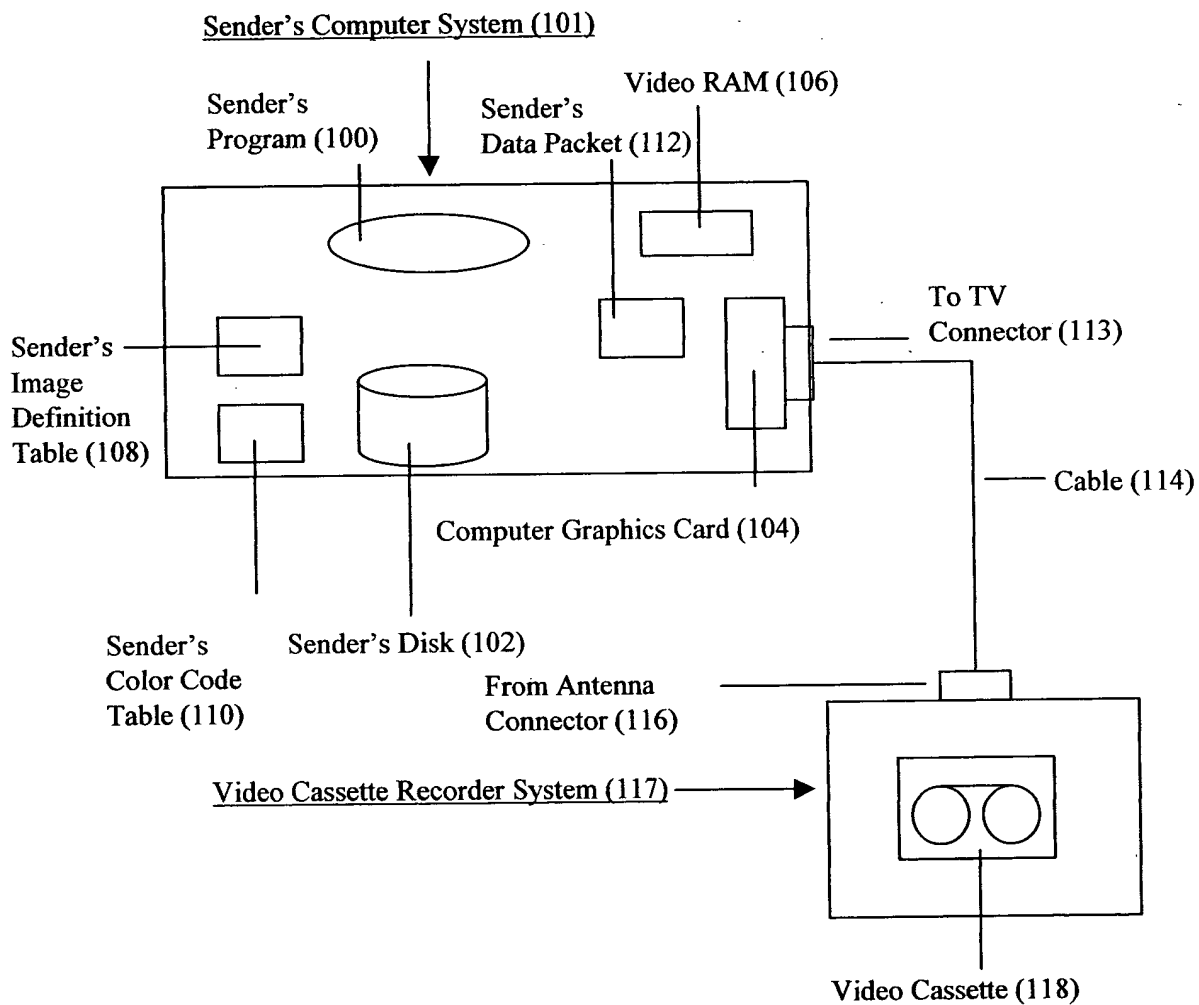 Sender's Computer System (101)
Video RAM (106)
Sender's
Program (100)
Sender's
Data Packet (112)
To TV
Connector (113)
Sender's
Image
Definition
Table (108)
Cable (114)
Computer Graphics Card (104)
Sender's
Color Code
Table (110)
Sender's Disk (102)
From Antenna
Connector (116)
Video Cassette Recorder System (117)
Video Cassette (118)